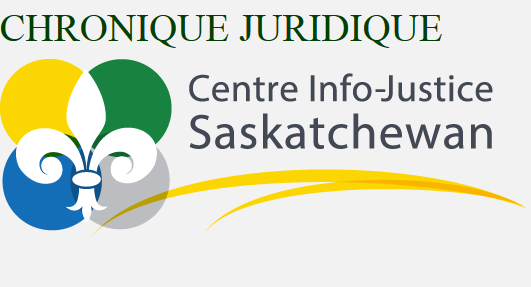 CHRONIQUE JURIDIQUE
Centre Info-Justice
Saskatchewan